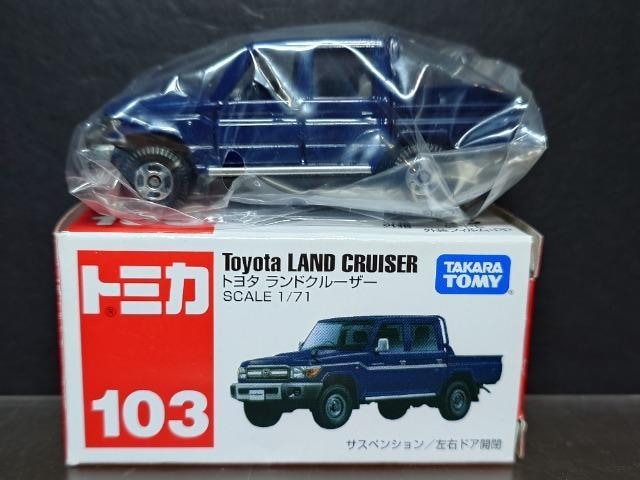 Toyota LAND CRUISER
トヨタ ランドクルーザー
SCALE 1/71
トミカ
®
TAKARA
TOMY
®
103
サスペンション/左右ドア開閉